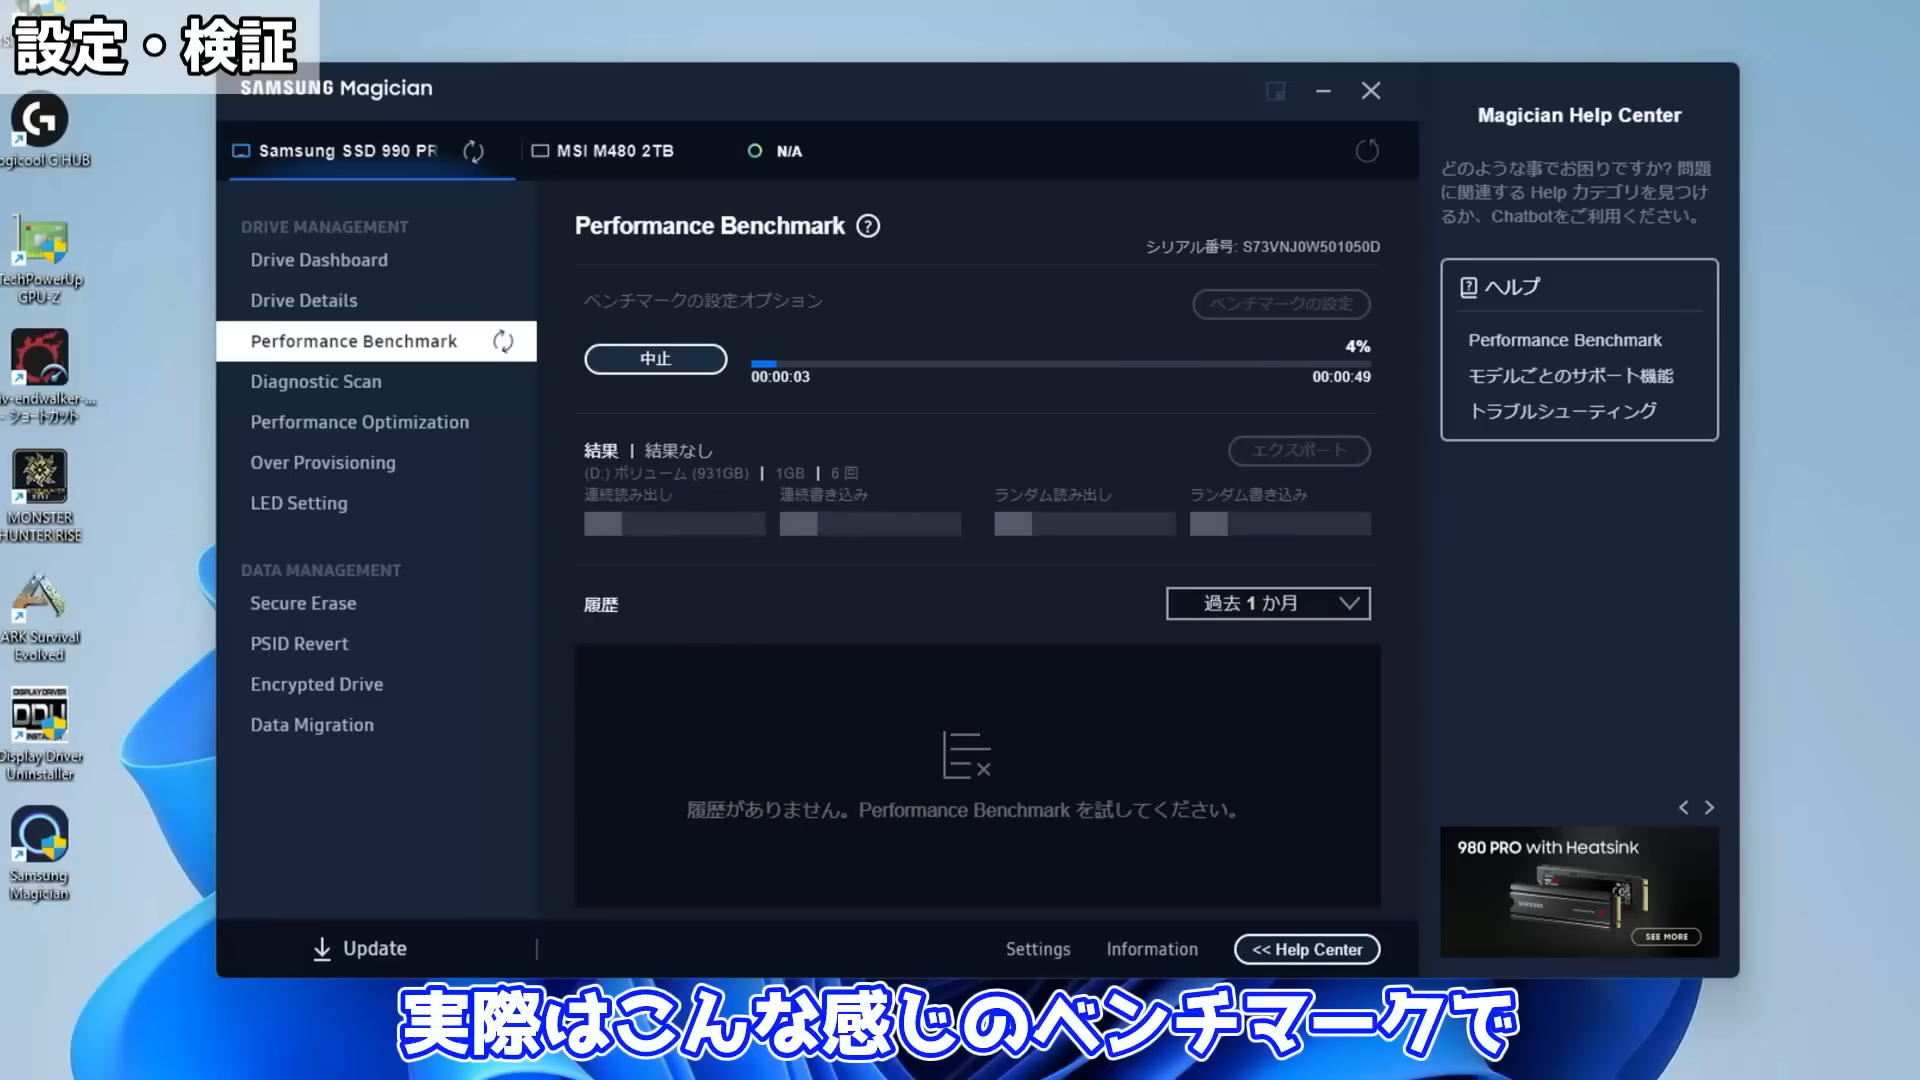 設定・検証
SAMSUNG Magician
Samsung SSD 990 PR
MSI M480 2TB
N/A
DRIVE MANAGEMENT
Drive Dashboard
Drive Details
Performance Benchmark
Diagnostic Scan
Performance Optimization
Over Provisioning
LED Setting
DATA MANAGEMENT
Secure Erase
PSID Revert
Encrypted Drive
Data Migration
Update
Performance Benchmark ?
シリアル番号: S73VNJ0W501050D
ベンチマークの設定オプション
ベンチマークの設定
中止
4%
00:00:03
00:00:49
結果 | 結果なし
エクスポート
(D:) ボリューム (931GB) | 1GB | 6 回
連続読み出し
連続書き込み
ランダム読み出し
ランダム書き込み
履歴
過去 1 か月
履歴がありません。Performance Benchmark を試してください。
Settings
Information
<< Help Center
Magician Help Center
どのような事でお困りですか? 問題
に関連する Help カテゴリを見つけ
るか、Chatbotをご利用ください。
ヘルプ
Performance Benchmark
モデルごとのサポート機能
トラブルシューティング
980 PRO with Heatsink
SAMSUNG
SEE MORE
ogicool G HUB
TechPowerUp
GPU-Z
iv-endwalker-...
- ショートカット
MONSTER
HUNTER RISE
ARK Survival
Evolved
DISPLAY DRIVER
DDU
Display Driver
Uninstaller
Samsung
Magician
実際はこんな感じのベンチマークで